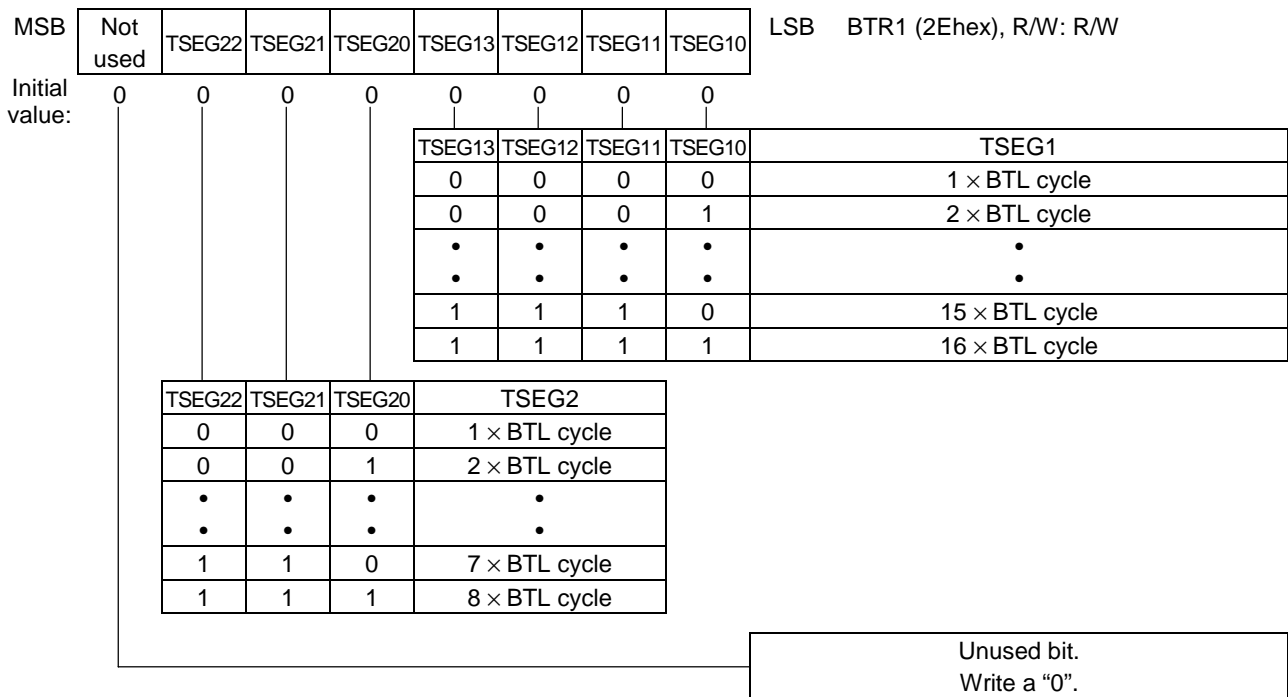 MSB Not used TSEG22 TSEG21 TSEG20 TSEG13 TSEG12 TSEG11 TSEG10 LSB BTR1 (2Ehex), R/W: R/W
Initial value: 0 0 0 0 0 0 0 0
TSEG13 TSEG12 TSEG11 TSEG10 TSEG1
0 0 0 0 1 × BTL cycle
0 0 0 1 2 × BTL cycle
• • • • •
• • • • •
1 1 1 0 15 × BTL cycle
1 1 1 1 16 × BTL cycle
TSEG22 TSEG21 TSEG20 TSEG2
0 0 0 1 × BTL cycle
0 0 1 2 × BTL cycle
• • • •
• • • •
1 1 0 7 × BTL cycle
1 1 1 8 × BTL cycle
Unused bit.
Write a “0”.